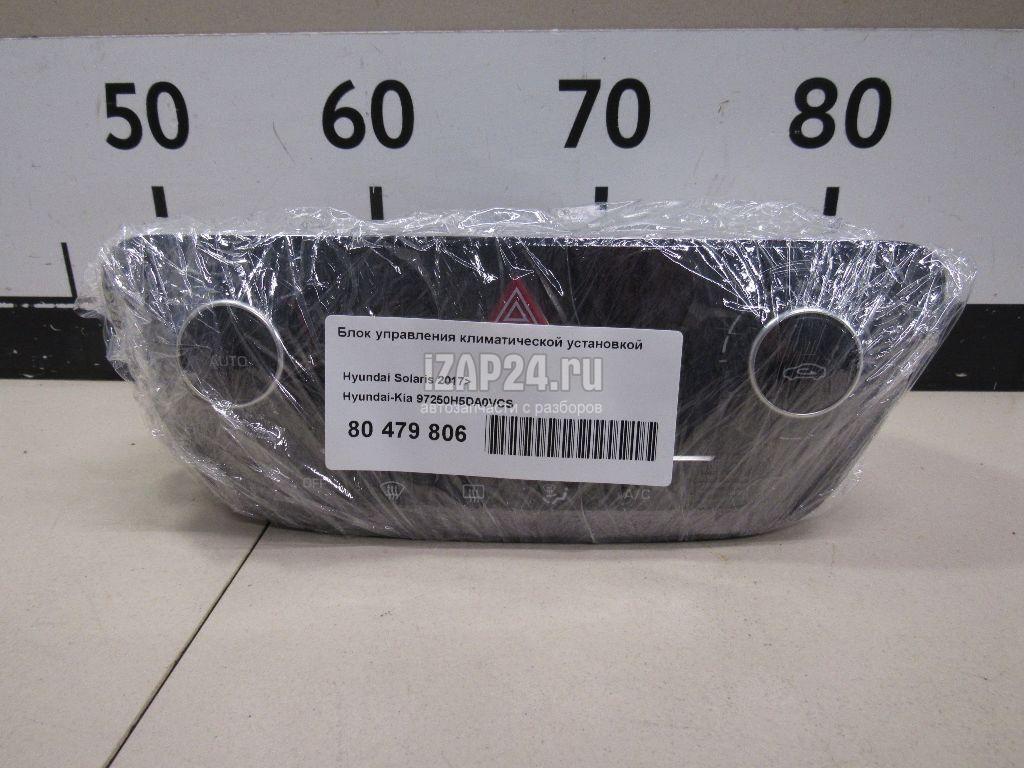 50 60 70 80
AUTO
Блок управления климатической установкой
iZAP24.ru
Hyundai Solaris 2017>
автозапчасти с разборов
Hyundai-Kia 97250H5DA0VCS
80 479 806
OFF A/C